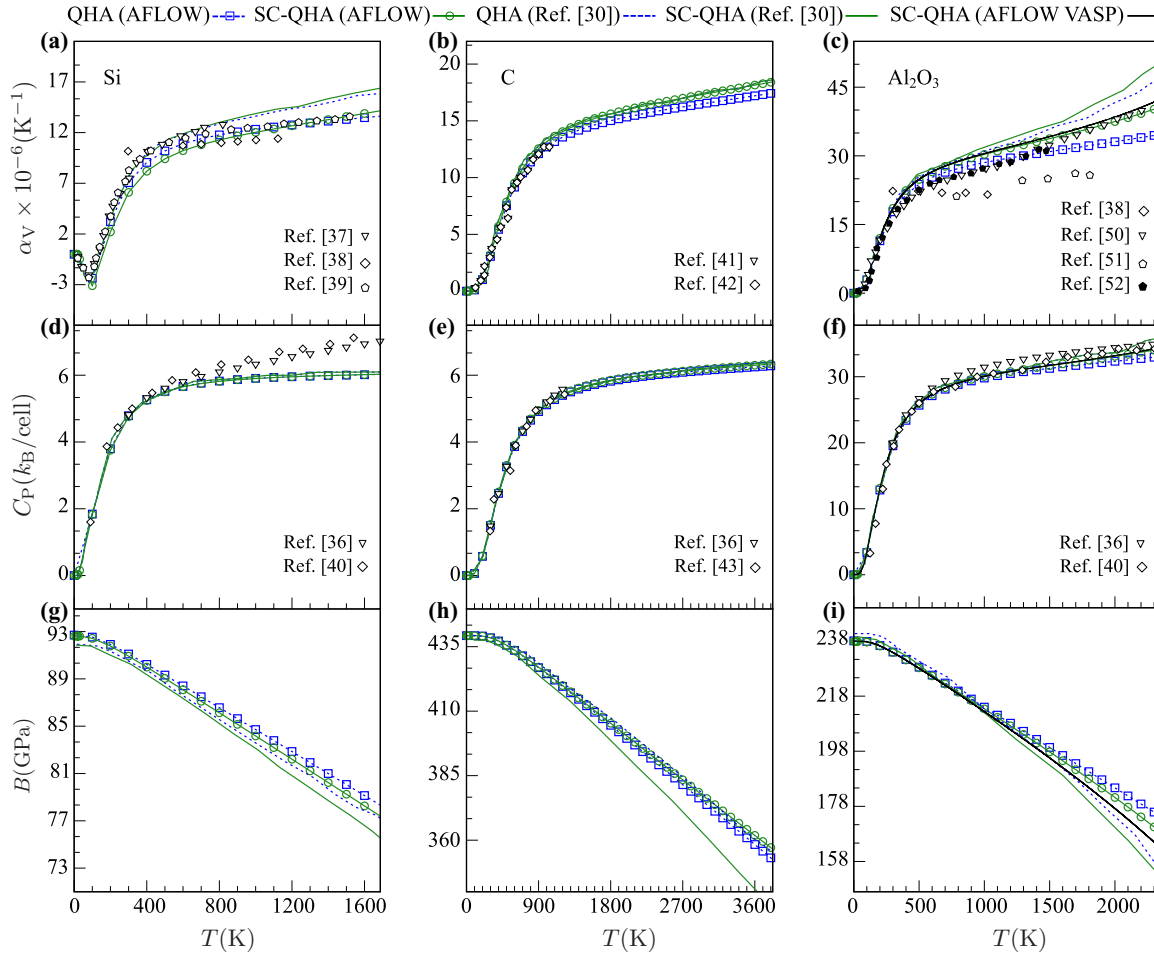 QHA (AFLOW) SC-QHA (AFLOW) QHA (Ref. [30]) SC-QHA (Ref. [30]) SC-QHA (AFLOW VASP)
(a) (b) (c)
Si C Al₂O₃
α_V × 10⁻⁶(K⁻¹)
17
12
7
2
-3
Ref. [37]
Ref. [38]
Ref. [39]
20
15
10
5
0
Ref. [41]
Ref. [42]
60
45
30
15
0
Ref. [38]
Ref. [50]
Ref. [51]
Ref. [52]
(d) (e) (f)
C_P(k_B/cell)
6
4
2
0
Ref. [36]
Ref. [40]
6
4
2
0
Ref. [36]
Ref. [43]
30
20
10
0
Ref. [36]
Ref. [40]
(g) (h) (i)
B(GPa)
93
89
85
81
77
73
435
410
385
360
238
218
198
178
158
0 400 800 1200 1600
0 900 1800 2700 3600
0 500 1000 1500 2000
T(K) T(K) T(K)